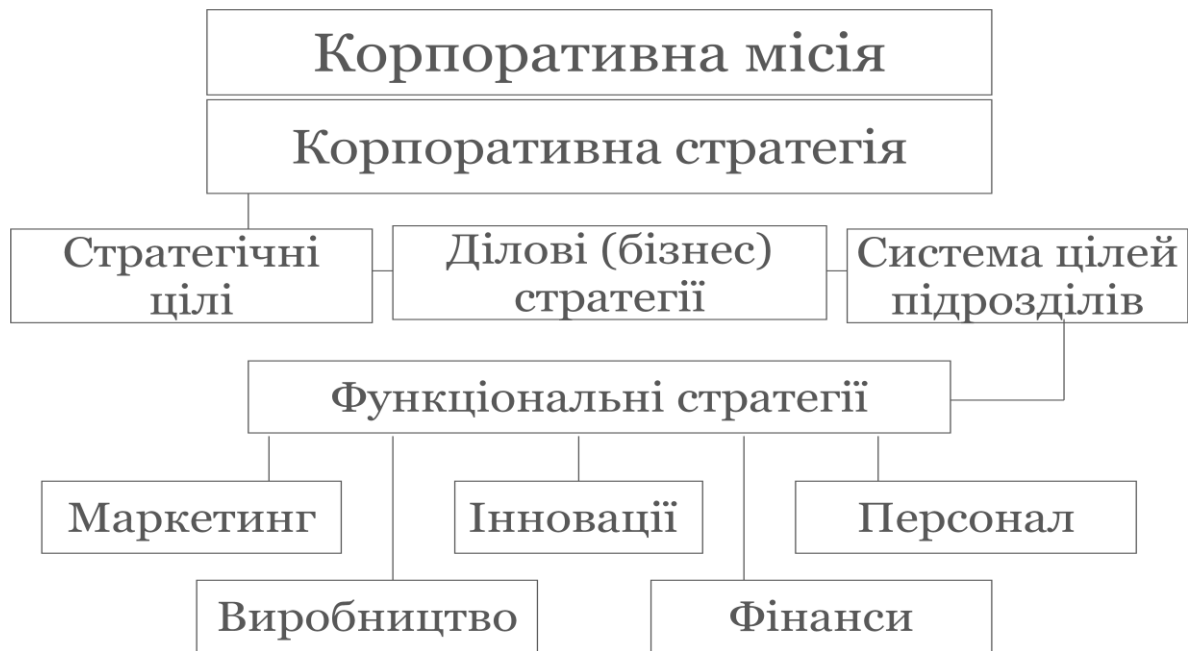 Корпоративна місія
Корпоративна стратегія
Стратегічні
цілі
Ділові (бізнес)
стратегії
Система цілей
підрозділів
Функціональні стратегії
Маркетинг
Інновації
Персонал
Виробництво
Фінанси